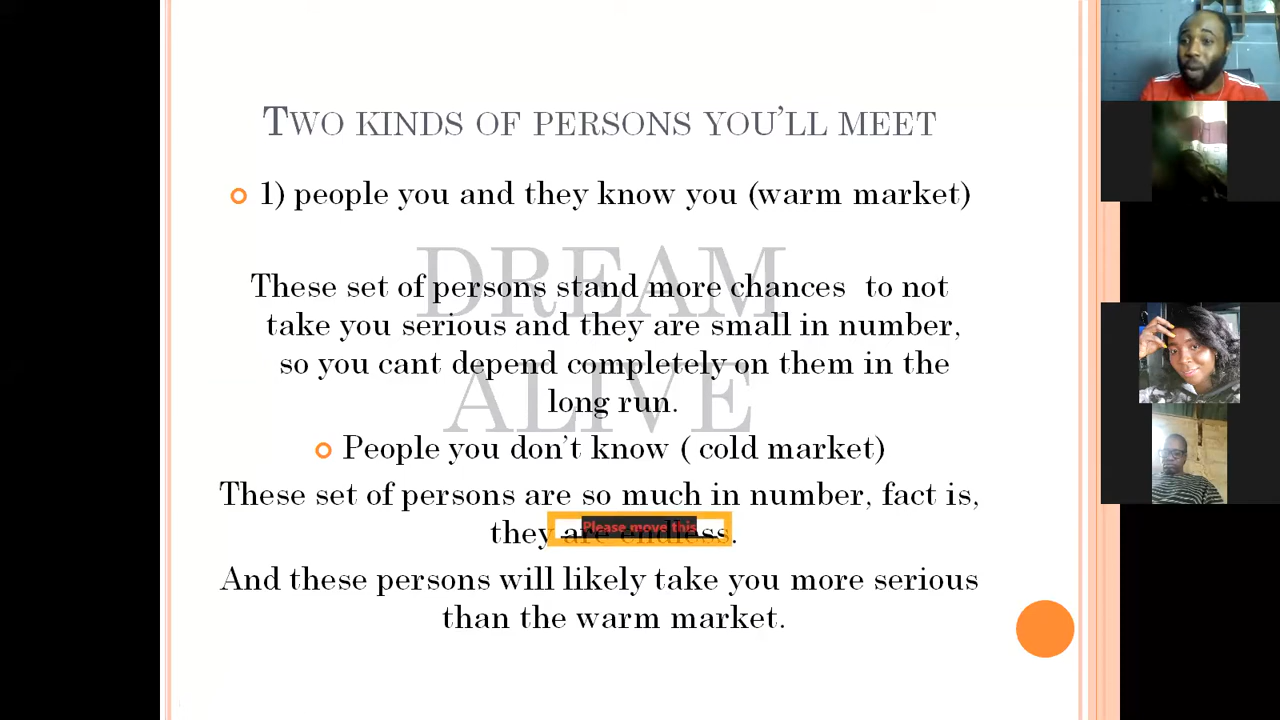 TWO KINDS OF PERSONS YOU'LL MEET
1) people you and they know you (warm market)
DREAM
ALIVE
These set of persons stand more chances to not
take you serious and they are small in number,
so you cant depend completely on them in the
long run.
People you don't know ( cold market)
These set of persons are so much in number, fact is,
they are endless.
Please move this
And these persons will likely take you more serious
than the warm market.